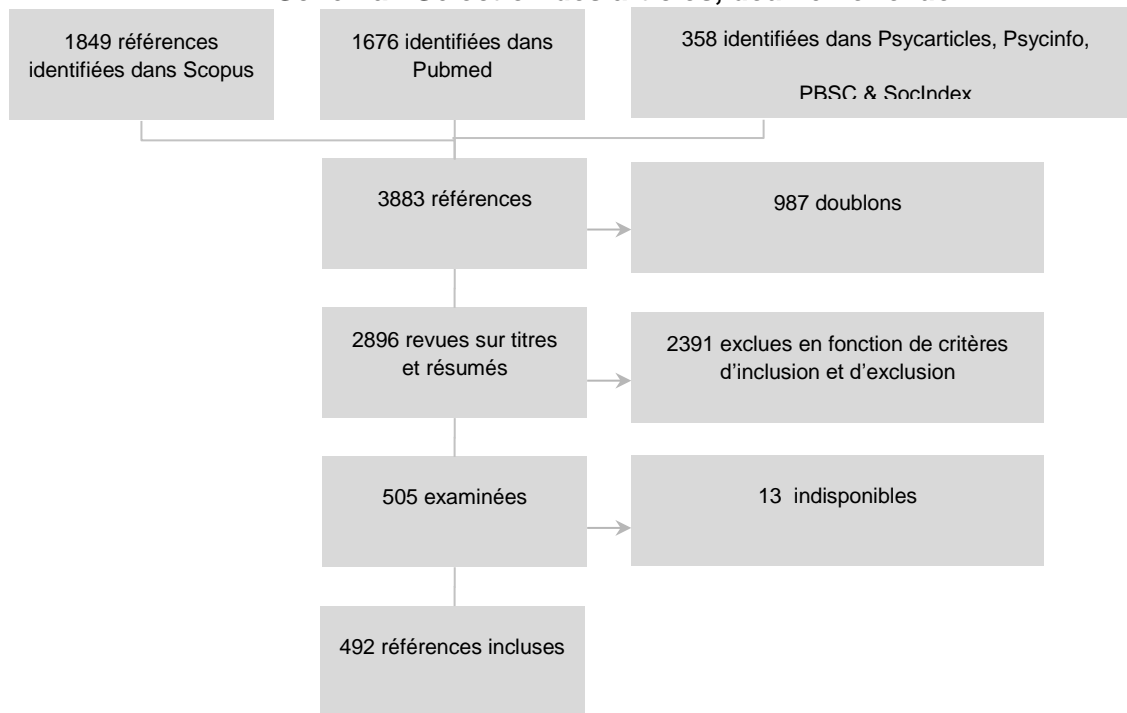 1849 références
identifiées dans Scopus
1676 identifiées dans
Pubmed
358 identifiées dans Psycarticles, Psycinfo,
PBSC & SocIndex
3883 références
987 doublons
2896 revues sur titres
et résumés
2391 exclues en fonction de critères
d’inclusion et d’exclusion
505 examinées
13 indisponibles
492 références incluses